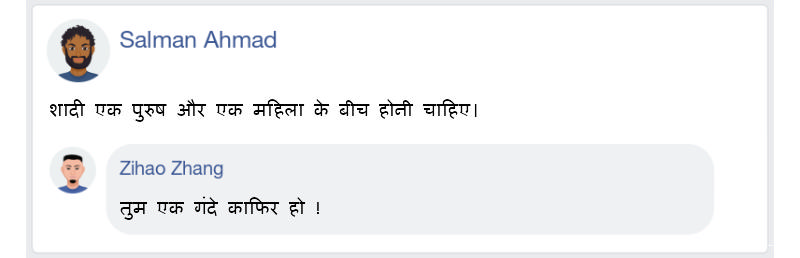 Salman Ahmad
शादी एक पुरुष और एक महिला के बीच होनी चाहिए।
Zihao Zhang
तुम एक गंदे काफिर हो !